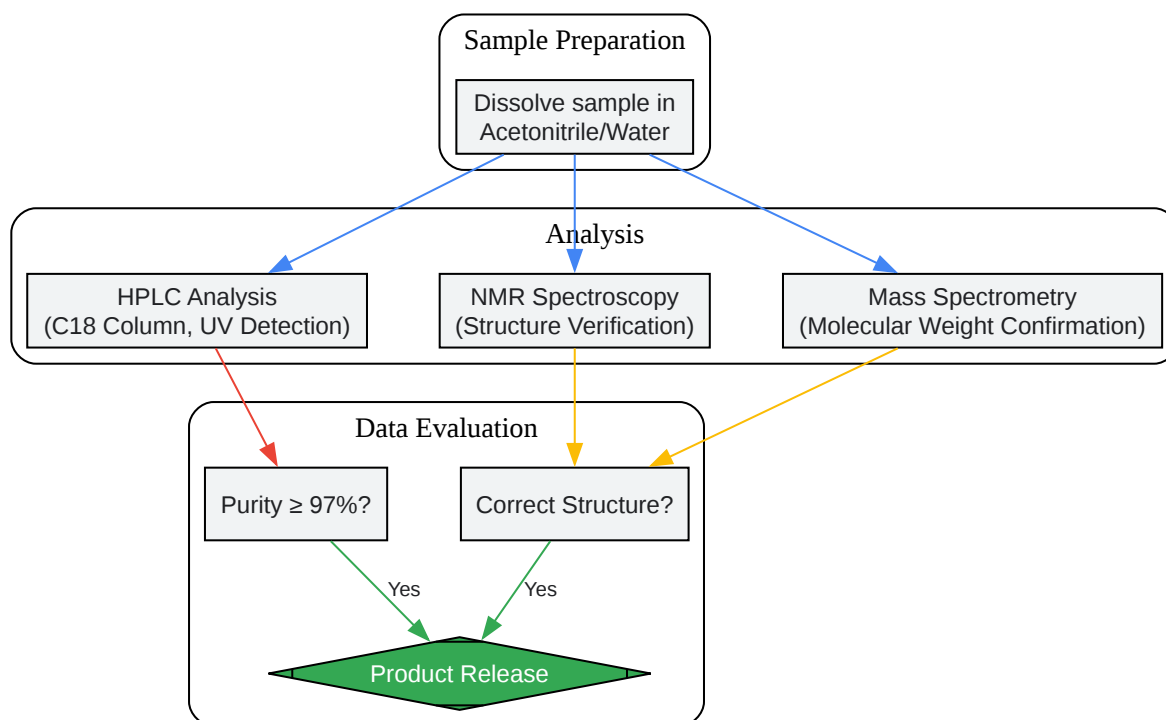 Sample Preparation
Dissolve sample in
Acetonitrile/Water
Analysis
HPLC Analysis
(C18 Column, UV Detection)
NMR Spectroscopy
(Structure Verification)
Mass Spectrometry
(Molecular Weight Confirmation)
Data Evaluation
Purity ≥ 97%?
Correct Structure?
Yes
Yes
Product Release